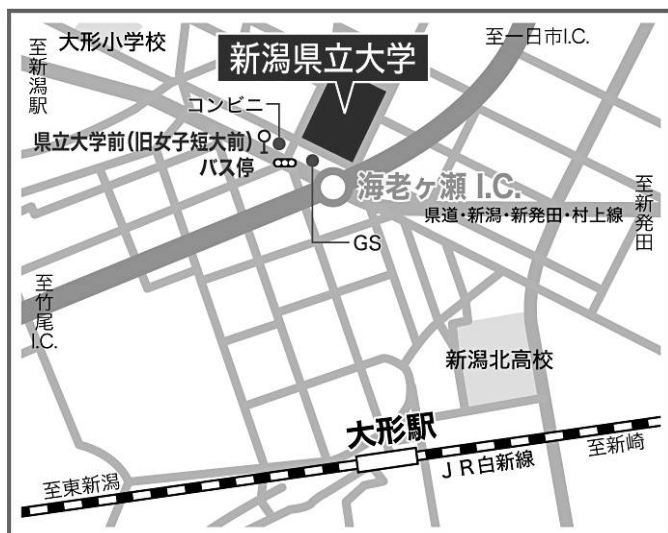 大形小学校
至新潟駅
新潟県立大学
至一日市I.C.
コンビニ
県立大学前(旧女子短大前)
バス停
海老ヶ瀬 I.C.
県道・新潟・新発田・村上線
至新発田
GS
至竹尾I.C.
新潟北高校
大形駅
至東新潟
JR白新線
至新崎